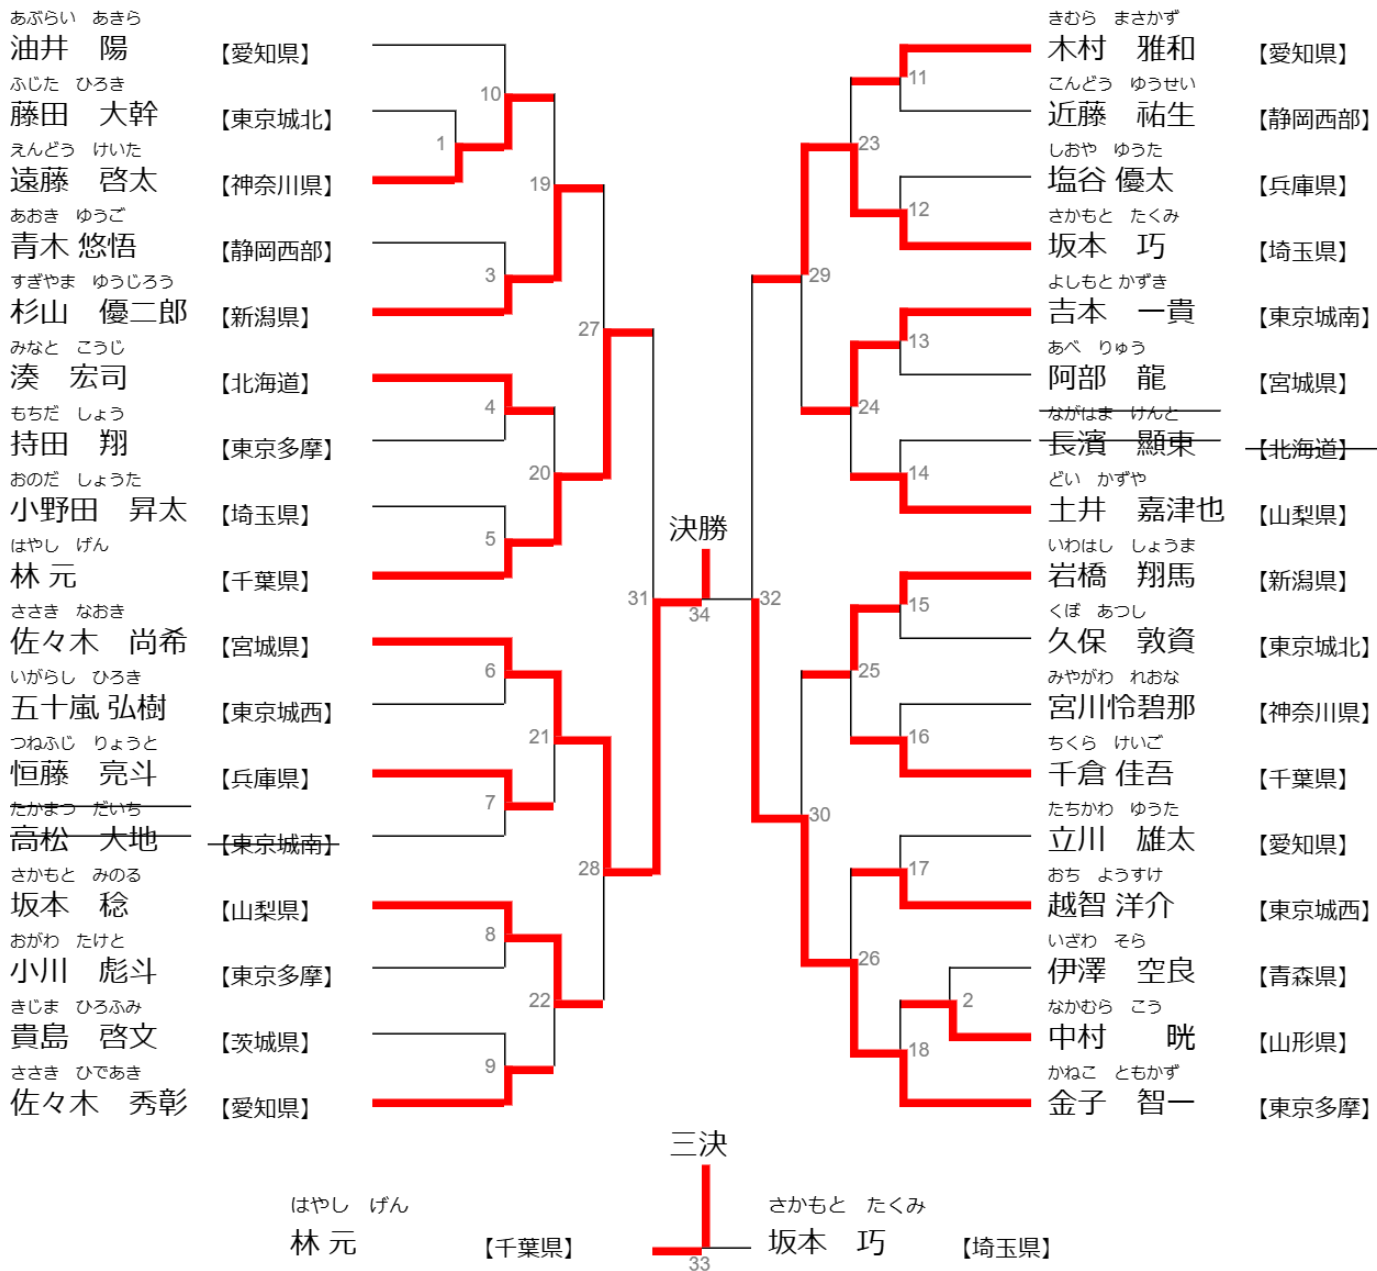 あぶらい　あきら
油井　陽　【愛知県】
ふじた　ひろき
藤田　大幹　【東京城北】
えんどう　けいた
遠藤　啓太　【神奈川県】
あおき　ゆうご
青木 悠悟　【静岡西部】
すぎやま　ゆうじろう
杉山　優二郎　【新潟県】
みなと　こうじ
湊　宏司　【北海道】
もちだ　しょう
持田　翔　【東京多摩】
おのだ　しょうた
小野田　昇太　【埼玉県】
はやし　げん
林 元　【千葉県】
ささき　なおき
佐々木　尚希　【宮城県】
いがらし　ひろき
五十嵐 弘樹　【東京城西】
つねふじ　りょうと
恒藤　亮斗　【兵庫県】
たかまつ　だいち
高松　大地　【東京城南】
さかもと　みのる
坂本　稔　【山梨県】
おがわ　たけと
小川　彪斗　【東京多摩】
きじま　ひろふみ
貴島　啓文　【茨城県】
ささき　ひであき
佐々木　秀彰　【愛知県】
10
1
19
3
27
4
20
5
31
6
21
7
28
8
22
9
決勝
34
きむら　まさかず
木村　雅和　【愛知県】
こんどう　ゆうせい
近藤　祐生　【静岡西部】
しおや　ゆうた
塩谷 優太　【兵庫県】
さかもと　たくみ
坂本　巧　【埼玉県】
よしもと かずき
吉本　一貴　【東京城南】
あべ　りゅう
阿部　龍　【宮城県】
ながはま　けんと
長濱　顯東　【北海道】
どい　かずや
土井　嘉津也　【山梨県】
いわはし　しょうま
岩橋　翔馬　【新潟県】
くぼ　あつし
久保　敦資　【東京城北】
みやがわ　れおな
宮川怜碧那　【神奈川県】
ちくら　けいご
千倉 佳吾　【千葉県】
たちかわ　ゆうた
立川　雄太　【愛知県】
おち　ようすけ
越智 洋介　【東京城西】
いざわ　そら
伊澤　空良　【青森県】
なかむら　こう
中村　　晄　【山形県】
かねこ　ともかず
金子　智一　【東京多摩】
11
23
12
29
13
24
14
32
15
25
16
30
17
26
2
18
三決
はやし　げん
林 元　【千葉県】
33
さかもと　たくみ
坂本　巧　【埼玉県】